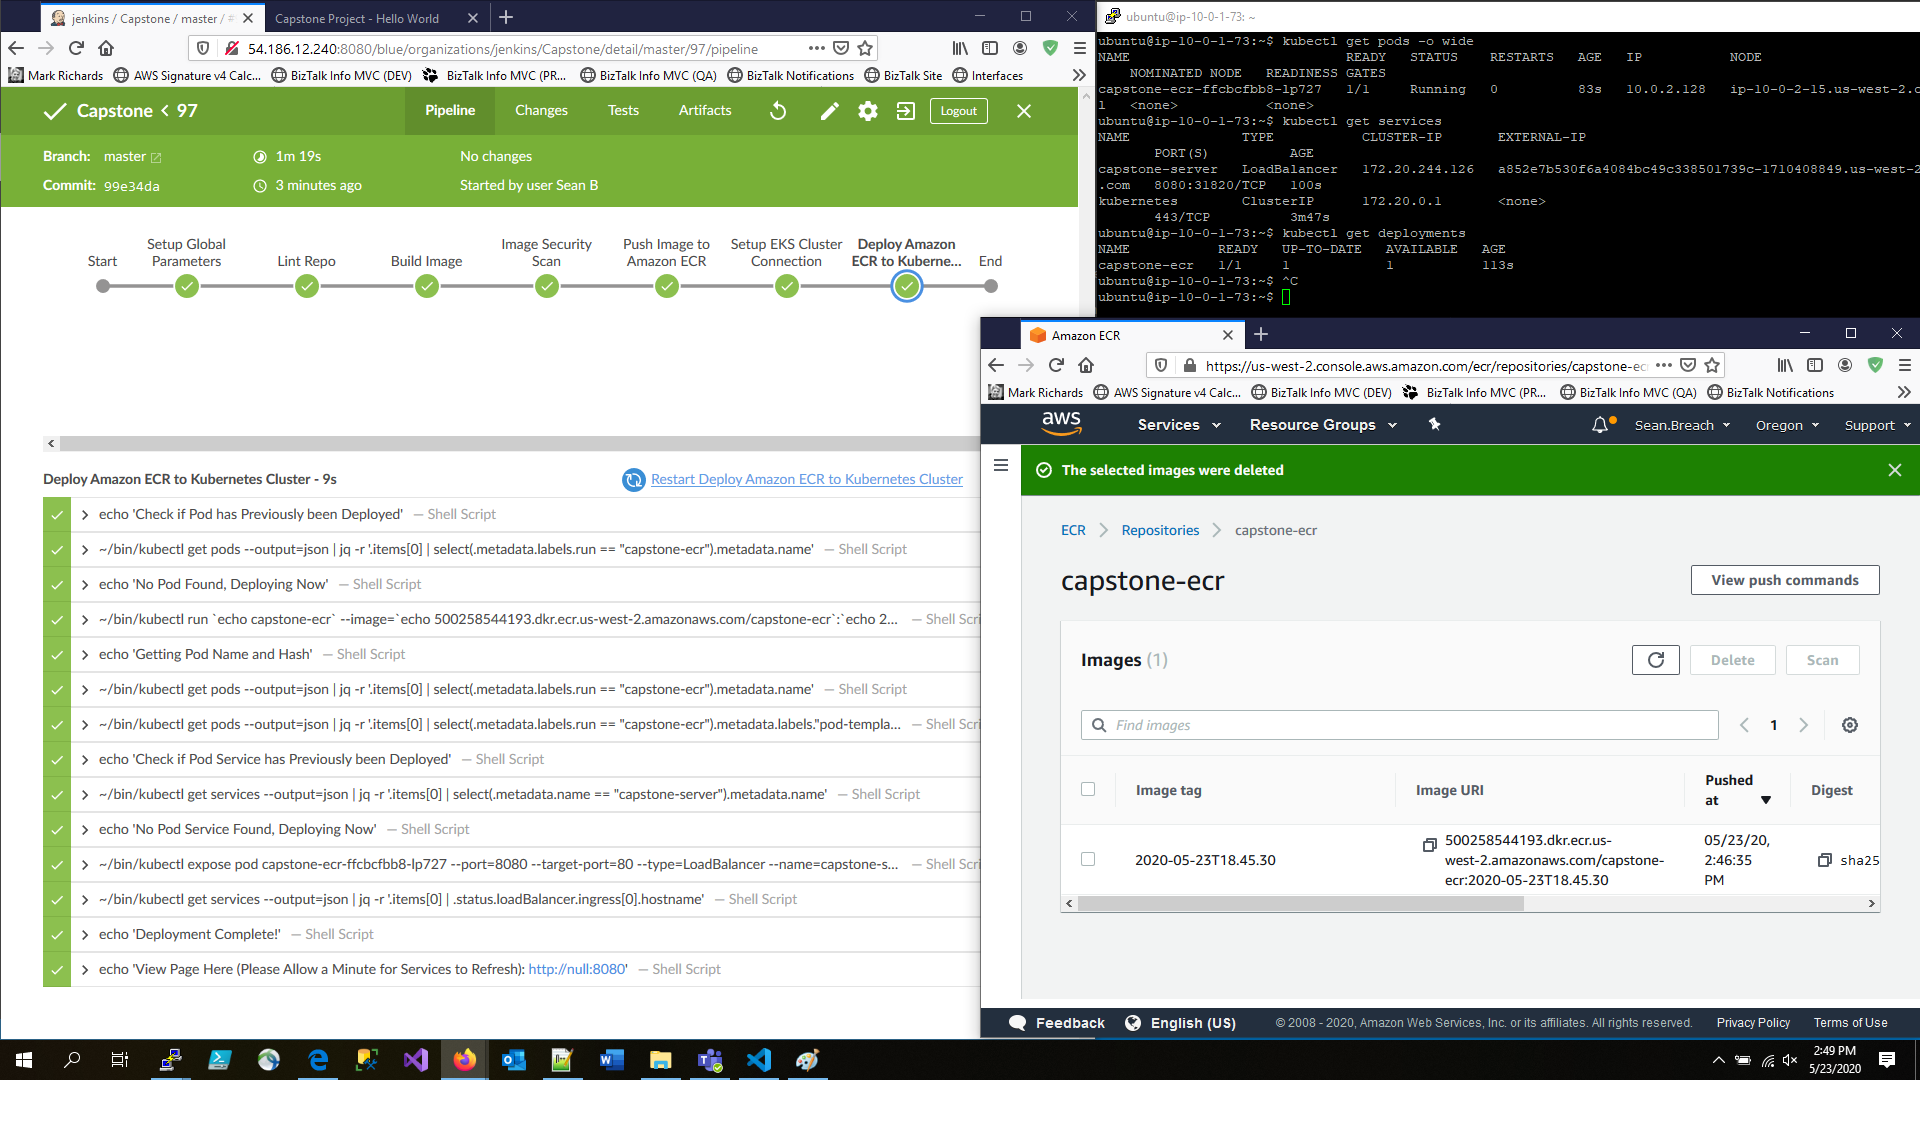 jenkins / Capstone / master / #
Capstone Project - Hello World
54.186.12.240:8080/blue/organizations/jenkins/Capstone/detail/master/97/pipeline
Mark Richards
AWS Signature v4 Calc...
BizTalk Info MVC (DEV)
BizTalk Info MVC (PR...
BizTalk Info MVC (QA)
BizTalk Notifications
BizTalk Site
Interfaces
Capstone < 97
Pipeline
Changes
Tests
Artifacts
Logout
Branch: master
1m 19s
No changes
Commit: 99e34da
3 minutes ago
Started by user Sean B
Start
Setup Global Parameters
Lint Repo
Build Image
Image Security Scan
Push Image to Amazon ECR
Setup EKS Cluster Connection
Deploy Amazon ECR to Kuberne...
End
Deploy Amazon ECR to Kubernetes Cluster - 9s
Restart Deploy Amazon ECR to Kubernetes Cluster
echo 'Check if Pod has Previously been Deployed' — Shell Script
~/bin/kubectl get pods --output=json | jq -r '.items[0] | select(.metadata.labels.run == "capstone-ecr").metadata.name' — Shell Script
echo 'No Pod Found, Deploying Now' — Shell Script
~/bin/kubectl run `echo capstone-ecr` --image=`echo 500258544193.dkr.ecr.us-west-2.amazonaws.com/capstone-ecr`:`echo 2... — Shell Scri
echo 'Getting Pod Name and Hash' — Shell Script
~/bin/kubectl get pods --output=json | jq -r '.items[0] | select(.metadata.labels.run == "capstone-ecr").metadata.name' — Shell Script
~/bin/kubectl get pods --output=json | jq -r '.items[0] | select(.metadata.labels.run == "capstone-ecr").metadata.labels."pod-templa... — Shell Scri
echo 'Check if Pod Service has Previously been Deployed' — Shell Script
~/bin/kubectl get services --output=json | jq -r '.items[0] | select(.metadata.name == "capstone-server").metadata.name' — Shell Script
echo 'No Pod Service Found, Deploying Now' — Shell Script
~/bin/kubectl expose pod capstone-ecr-ffcbcfbb8-lp727 --port=8080 --target-port=80 --type=LoadBalancer --name=capstone-s... — Shell Scri
~/bin/kubectl get services --output=json | jq -r '.items[0] | .status.loadBalancer.ingress[0].hostname' — Shell Script
echo 'Deployment Complete!' — Shell Script
echo 'View Page Here (Please Allow a Minute for Services to Refresh): http://null:8080' — Shell Script
ubuntu@ip-10-0-1-73: ~
ubuntu@ip-10-0-1-73:~$ kubectl get pods -o wide
NAME READY STATUS RESTARTS AGE IP NODE
NOMINATED NODE READINESS GATES
capstone-ecr-ffcbcfbb8-lp727 1/1 Running 0 83s 10.0.2.128 ip-10-0-2-15.us-west-2.c
l <none> <none>
ubuntu@ip-10-0-1-73:~$ kubectl get services
NAME TYPE CLUSTER-IP EXTERNAL-IP
PORT(S) AGE
capstone-server LoadBalancer 172.20.244.126 a852e7b530f6a4084bc49c338501739c-1710408849.us-west-2
.com 8080:31820/TCP 100s
kubernetes ClusterIP 172.20.0.1 <none>
443/TCP 3m47s
ubuntu@ip-10-0-1-73:~$ kubectl get deployments
NAME READY UP-TO-DATE AVAILABLE AGE
capstone-ecr 1/1 1 1 113s
ubuntu@ip-10-0-1-73:~$ ^C
ubuntu@ip-10-0-1-73:~$
Amazon ECR
https://us-west-2.console.aws.amazon.com/ecr/repositories/capstone-ec
Mark Richards
AWS Signature v4 Calc...
BizTalk Info MVC (DEV)
BizTalk Info MVC (PR...
BizTalk Info MVC (QA)
BizTalk Notifications
aws
Services
Resource Groups
Sean.Breach
Oregon
Support
The selected images were deleted
ECR
Repositories
capstone-ecr
capstone-ecr
View push commands
Images (1)
Delete
Scan
Find images
1
Image tag
Image URI
Pushed at
Digest
2020-05-23T18.45.30
500258544193.dkr.ecr.us-
west-2.amazonaws.com/capstone-
ecr:2020-05-23T18.45.30
05/23/20,
2:46:35
PM
sha25
Feedback
English (US)
© 2008 - 2020, Amazon Web Services, Inc. or its affiliates. All rights reserved.
Privacy Policy
Terms of Use
2:49 PM
5/23/2020